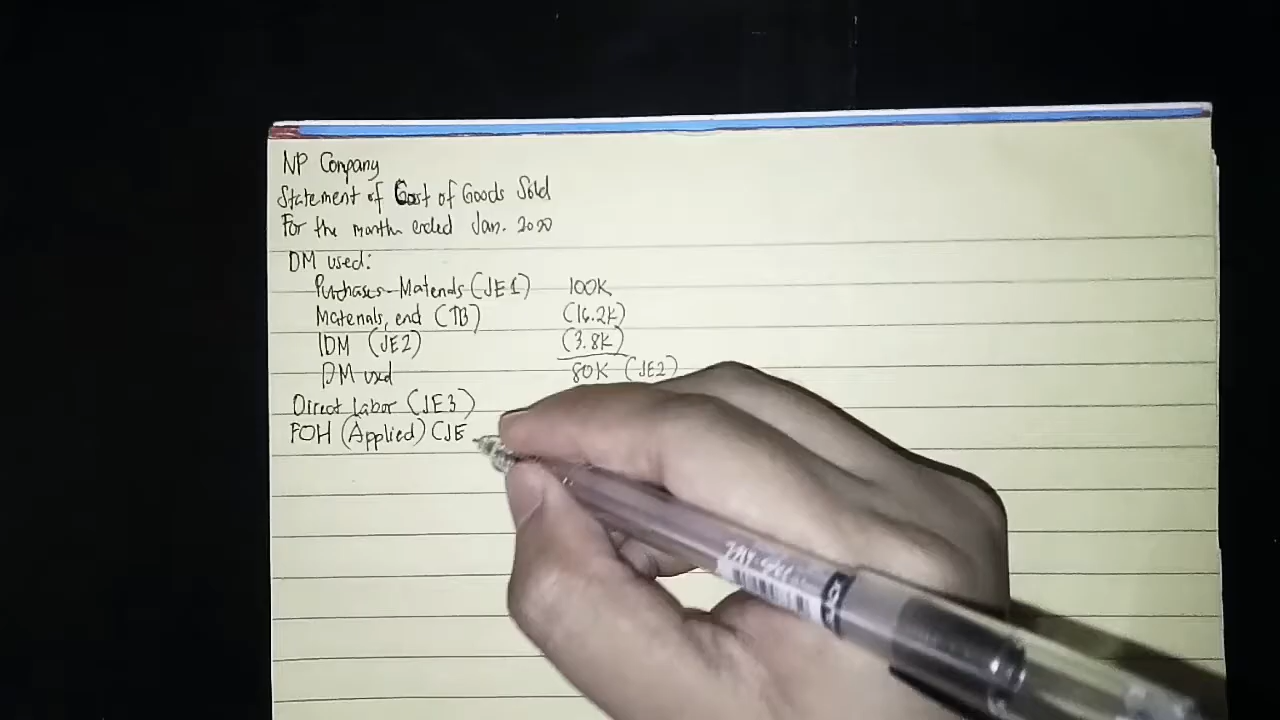 NP Company
Statement of Cost of Goods Sold
For the month ended Jan. 2020
DM used:
Purchases-Materials (JE1) 100K
Materials, end (TB) (16.2K)
IDM (JE2) (3.8K)
DM used 80K (JE2)
Direct Labor (JE3)
FOH (Applied) (JE